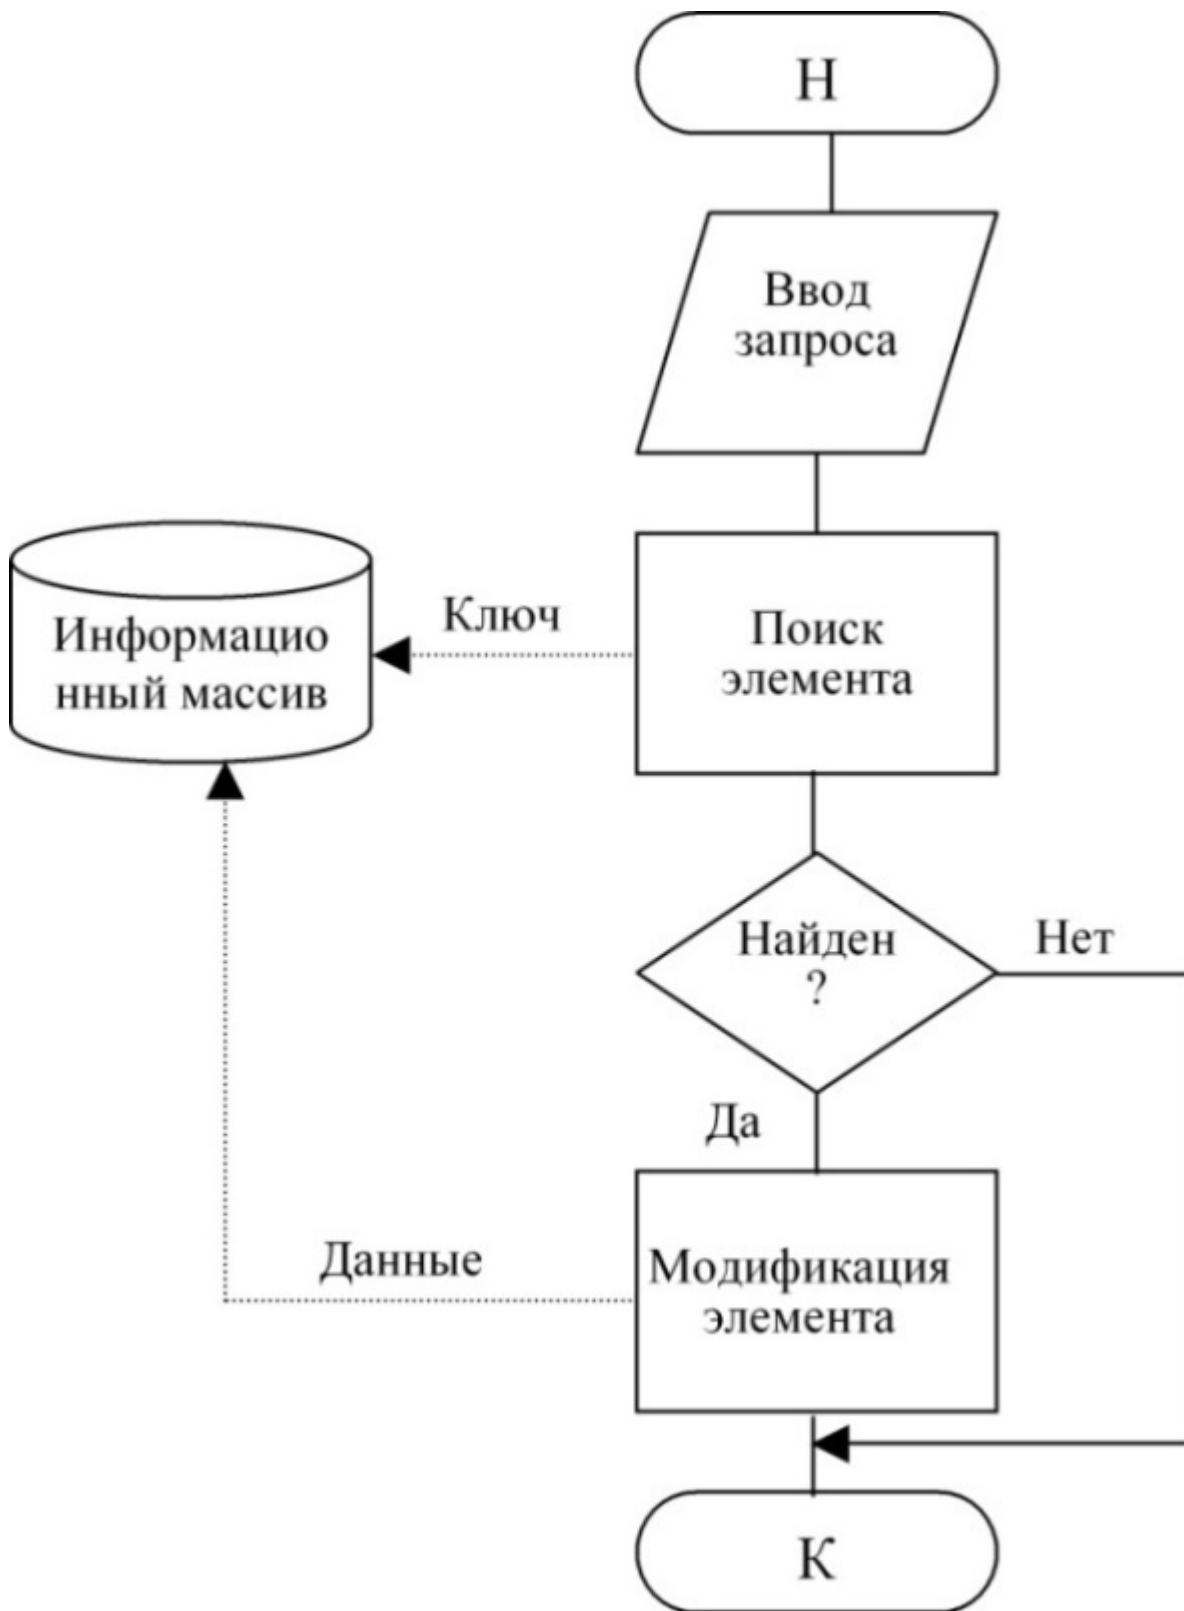 Н
Ввод
запроса
Информацио
нный массив
Ключ
Поиск
элемента
Найден
?
Нет
Да
Данные
Модификация
элемента
К